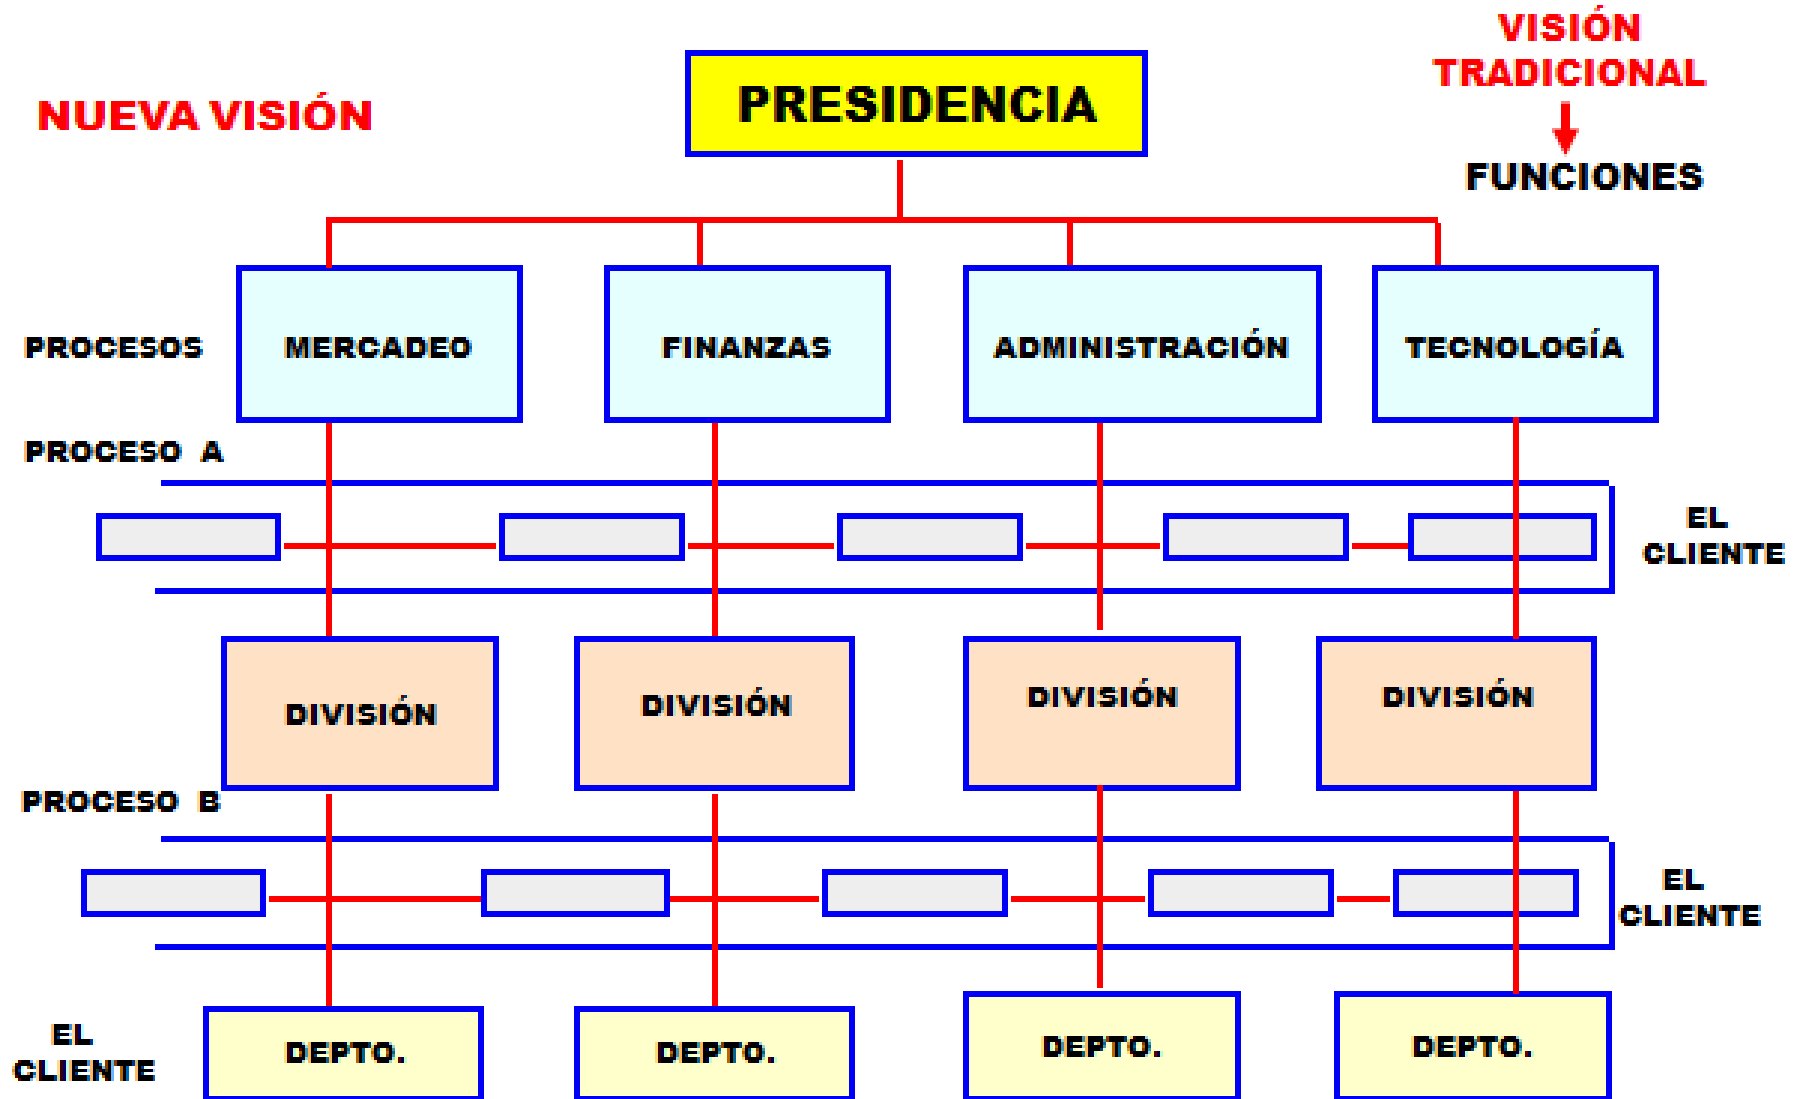 VISIÓN
TRADICIONAL
NUEVA VISIÓN
PRESIDENCIA
FUNCIONES
PROCESOS
MERCADEO
FINANZAS
ADMINISTRACIÓN
TECNOLOGÍA
PROCESO A
EL
CLIENTE
DIVISIÓN
DIVISIÓN
DIVISIÓN
DIVISIÓN
PROCESO B
EL
CLIENTE
EL
CLIENTE
DEPTO.
DEPTO.
DEPTO.
DEPTO.